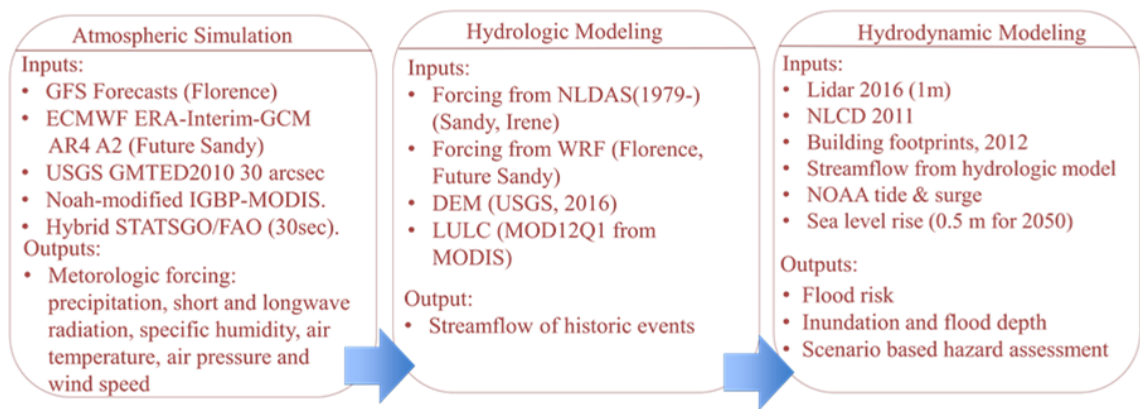 Atmospheric Simulation
Inputs:
• GFS Forecasts (Florence)
• ECMWF ERA-Interim-GCM
AR4 A2 (Future Sandy)
• USGS GMTED2010 30 arcsec
• Noah-modified IGBP-MODIS.
• Hybrid STATSGO/FAO (30sec).
Outputs:
• Metorologic forcing:
precipitation, short and longwave
radiation, specific humidity, air
temperature, air pressure and
wind speed
Hydrologic Modeling
Inputs:
• Forcing from NLDAS(1979-)
(Sandy, Irene)
• Forcing from WRF (Florence,
Future Sandy)
• DEM (USGS, 2016)
• LULC (MOD12Q1 from
MODIS)
Output:
• Streamflow of historic events
Hydrodynamic Modeling
Inputs:
• Lidar 2016 (1m)
• NLCD 2011
• Building footprints, 2012
• Streamflow from hydrologic model
• NOAA tide & surge
• Sea level rise (0.5 m for 2050)
Outputs:
• Flood risk
• Inundation and flood depth
• Scenario based hazard assessment